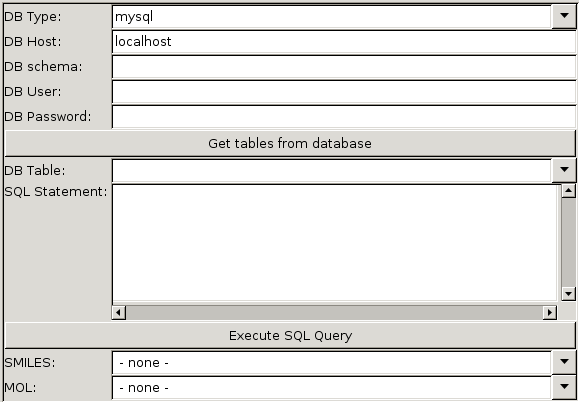 DB Type: mysql
DB Host: localhost
DB schema:
DB User:
DB Password:
Get tables from database
DB Table:
SQL Statement:
Execute SQL Query
SMILES: - none -
MOL: - none -